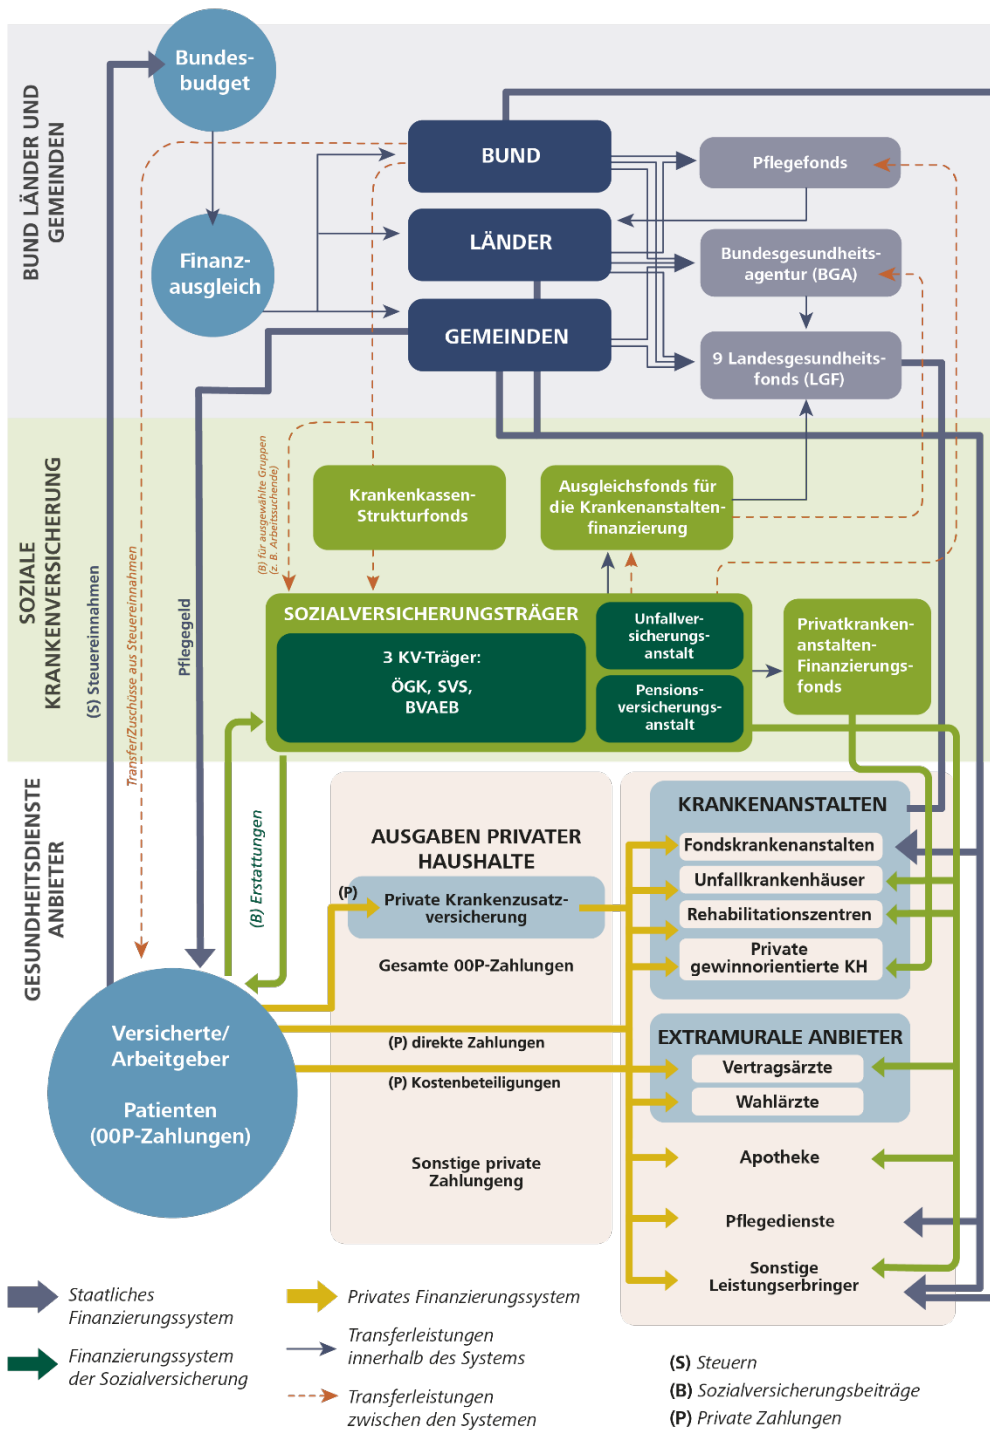 BUND LÄNDER UND
GEMEINDEN
Bundes-
budget
Finanz-
ausgleich
BUND
LÄNDER
GEMEINDEN
Pflegefonds
Bundesgesundheits-
agentur (BGA)
9 Landesgesundheits-
fonds (LGF)
SOZIALE
KRANKENVERSICHERUNG
(S) Steuereinnahmen
Transfer/Zuschüsse aus Steuereinnahmen
Pflegegeld
(B) für ausgewählte Gruppen
(z. B. Arbeitssuchende)
Krankenkassen-
Strukturfonds
Ausgleichsfonds für
die Krankenanstalten-
finanzierung
SOZIALVERSICHERUNGSTRÄGER
3 KV-Träger:
ÖGK, SVS,
BVAEB
Unfallver-
sicherungs-
anstalt
Pensions-
versicherungs-
anstalt
Privatkranken-
anstalten-
Finanzierungs-
fonds
GESUNDHEITSDIENSTE
ANBIETER
(B) Erstattungen
AUSGABEN PRIVATER
HAUSHALTE
(P)
Private Krankenzusatz-
versicherung
Gesamte 00P-Zahlungen
(P) direkte Zahlungen
(P) Kostenbeteiligungen
Sonstige private
Zahlungeng
Versicherte/
Arbeitgeber
Patienten
(00P-Zahlungen)
KRANKENANSTALTEN
Fondskrankenanstalten
Unfallkrankenhäuser
Rehabilitationszentren
Private
gewinnorientierte KH
EXTRAMURALE ANBIETER
Vertragsärzte
Wahlärzte
Apotheke
Pflegedienste
Sonstige
Leistungserbringer
Staatliches
Finanzierungssystem
Finanzierungssystem
der Sozialversicherung
Privates Finanzierungssystem
Transferleistungen
innerhalb des Systems
Transferleistungen
zwischen den Systemen
(S) Steuern
(B) Sozialversicherungsbeiträge
(P) Private Zahlungen